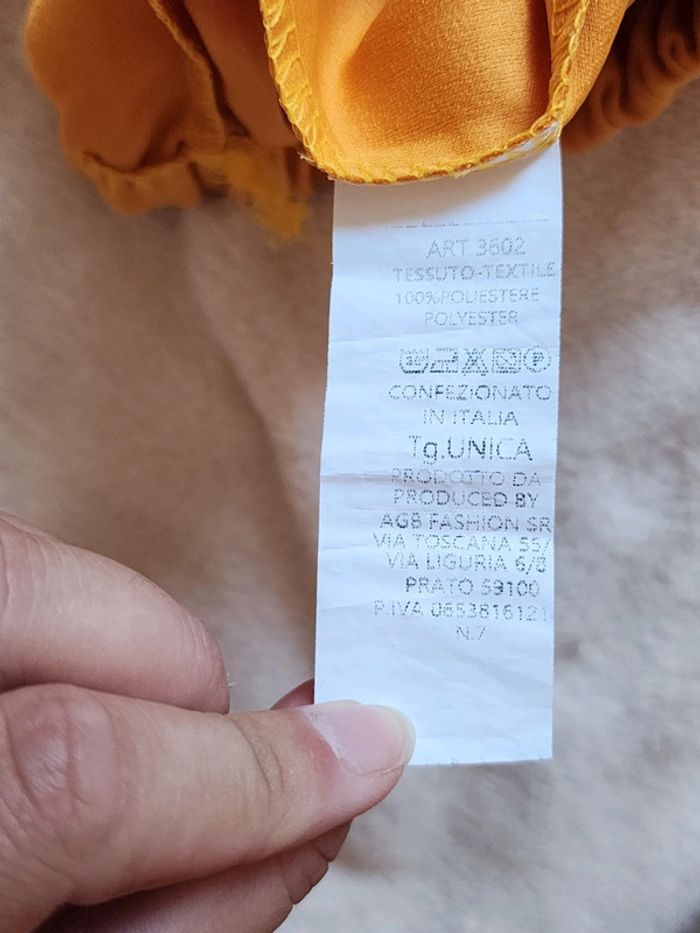 ART 3602
TESSUTO-TEXTILE
100%POLIESTERE
POLYESTER
CONFEZIONATO
IN ITALIA
Tg.UNICA
PRODOTTO DA
PRODUCED BY
AGB FASHION SR
VIA TOSCANA 55/
VIA LIGURIA 6/8
PRATO 59100
P.IVA 0653816121
N.7